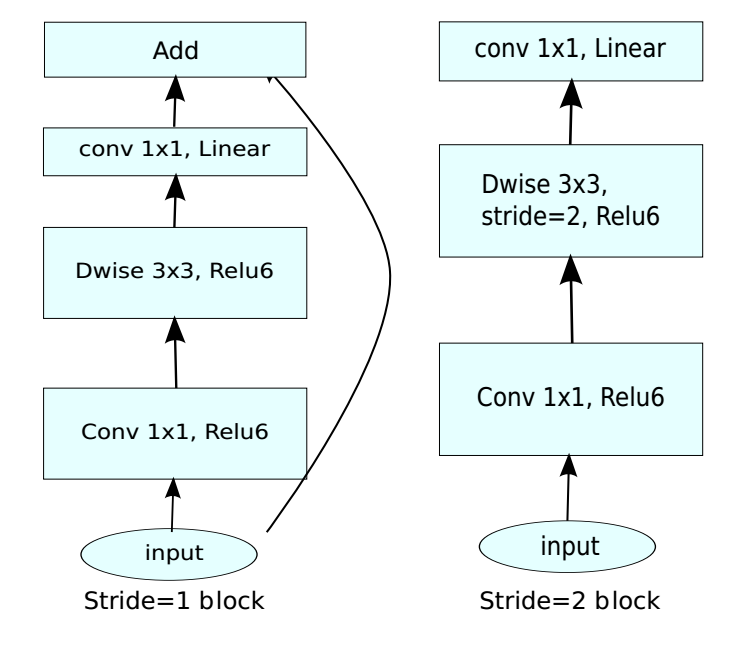 Add
conv 1x1, Linear
Dwise 3x3, Relu6
Conv 1x1, Relu6
input
Stride=1 block
conv 1x1, Linear
Dwise 3x3,
stride=2, Relu6
Conv 1x1, Relu6
input
Stride=2 block